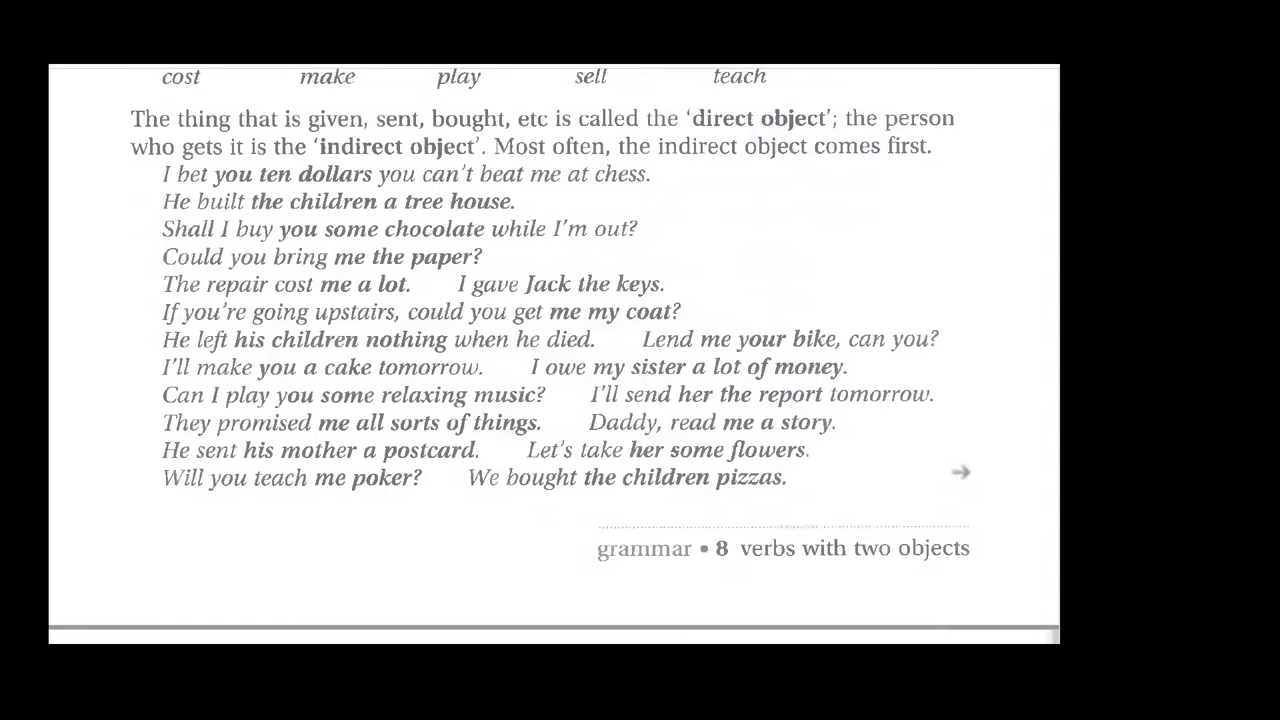 cost make play sell teach
The thing that is given, sent, bought, etc is called the ‘direct object’; the person
who gets it is the ‘indirect object’. Most often, the indirect object comes first.
I bet you ten dollars you can’t beat me at chess.
He built the children a tree house.
Shall I buy you some chocolate while I’m out?
Could you bring me the paper?
The repair cost me a lot. I gave Jack the keys.
If you’re going upstairs, could you get me my coat?
He left his children nothing when he died. Lend me your bike, can you?
I’ll make you a cake tomorrow. I owe my sister a lot of money.
Can I play you some relaxing music? I’ll send her the report tomorrow.
They promised me all sorts of things. Daddy, read me a story.
He sent his mother a postcard. Let’s take her some flowers.
Will you teach me poker? We bought the children pizzas. →
grammar • 8 verbs with two objects